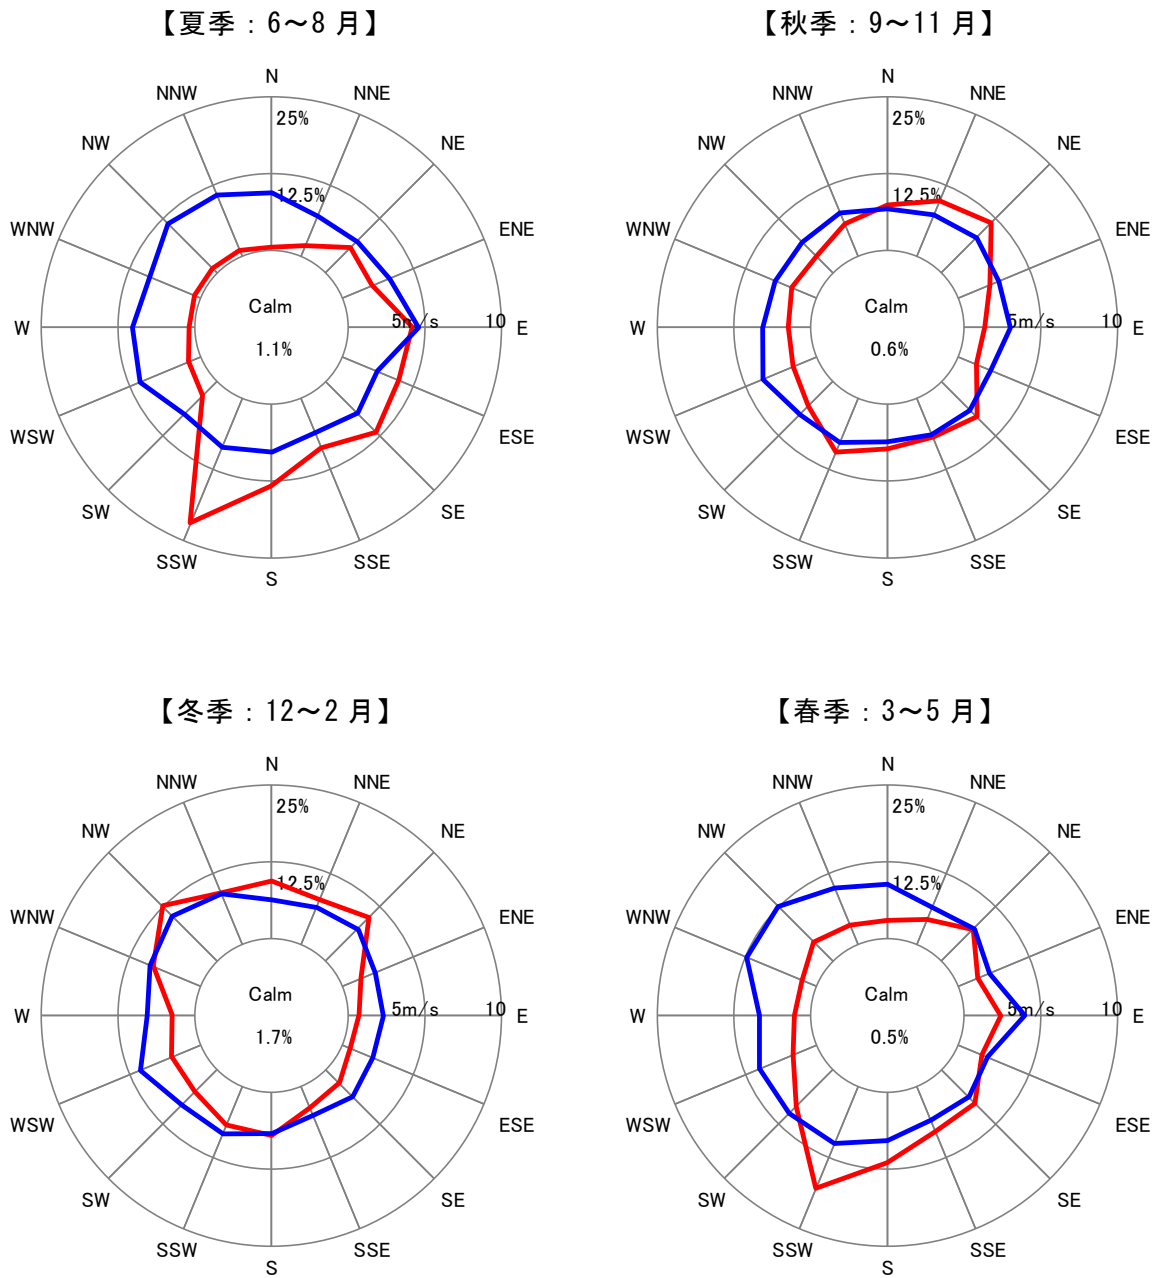 【夏季：6～8 月】
N
NNW
NNE
NW
NE
WNW
ENE
W
E
WSW
ESE
SW
SE
SSW
SSE
S
25%
12.5%
5m/s
10
Calm
1.1%
【秋季：9～11 月】
N
NNW
NNE
NW
NE
WNW
ENE
W
E
WSW
ESE
SW
SE
SSW
SSE
S
25%
12.5%
5m/s
10
Calm
0.6%
【冬季：12～2 月】
N
NNW
NNE
NW
NE
WNW
ENE
W
E
WSW
ESE
SW
SE
SSW
SSE
S
25%
12.5%
5m/s
10
Calm
1.7%
【春季：3～5 月】
N
NNW
NNE
NW
NE
WNW
ENE
W
E
WSW
ESE
SW
SE
SSW
SSE
S
25%
12.5%
5m/s
10
Calm
0.5%